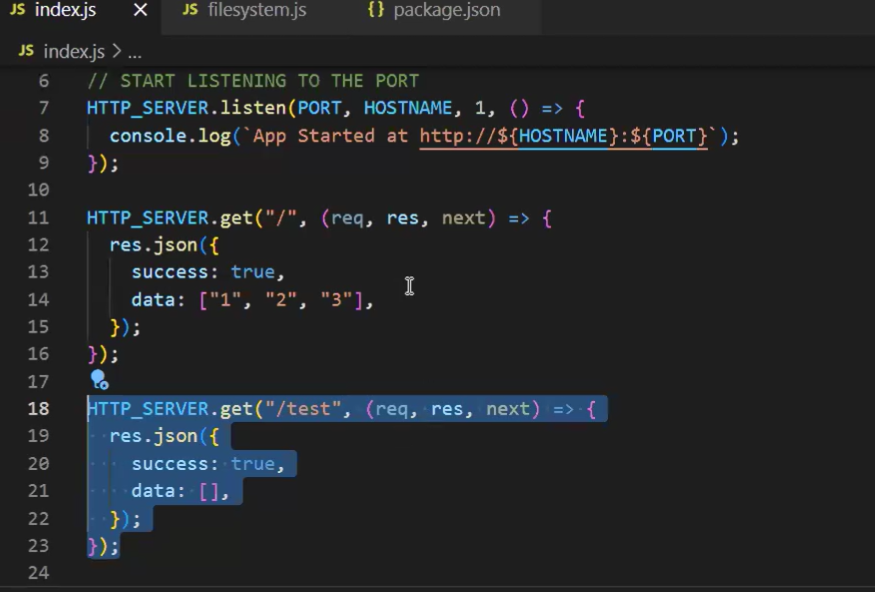 JS index.js × JS filesystem.js {} package.json
JS index.js > ...
6 // START LISTENING TO THE PORT
7 HTTP_SERVER.listen(PORT, HOSTNAME, 1, () => {
8 console.log(`App Started at http://${HOSTNAME}:${PORT}`);
9 });
10
11 HTTP_SERVER.get("/", (req, res, next) => {
12 res.json({
13 success: true,
14 data: ["1", "2", "3"],
15 });
16 });
17
18 HTTP_SERVER.get("/test", (req, res, next) => {
19 res.json({
20 success: true,
21 data: [],
22 });
23 });
24